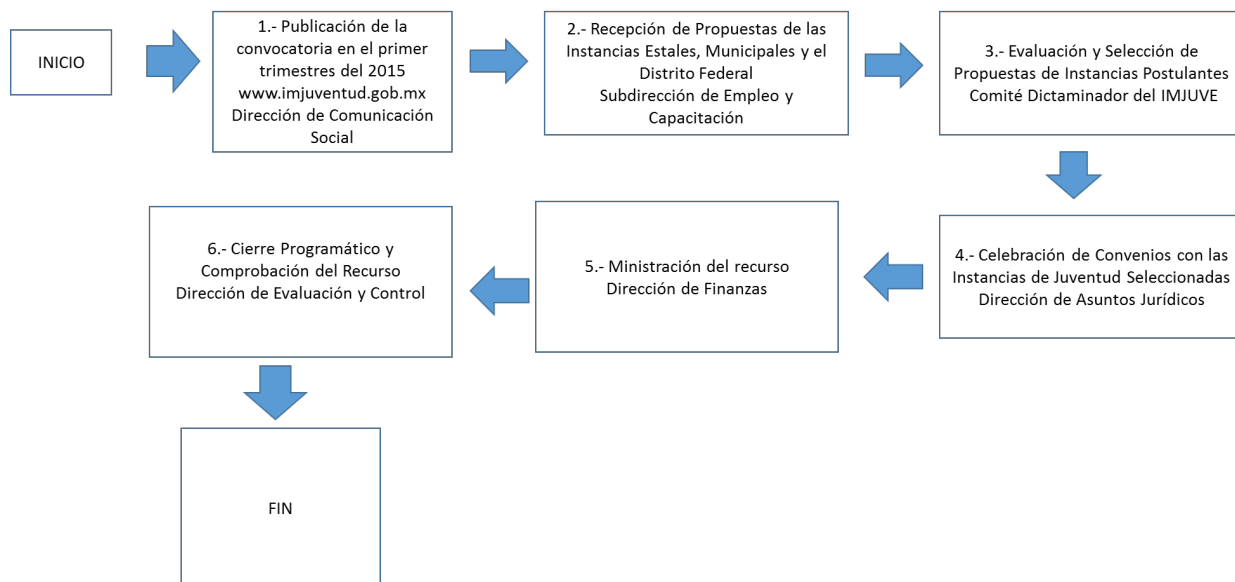 INICIO
1.- Publicación de la
convocatoria en el primer
trimestres del 2015
www.imjuventud.gob.mx
Dirección de Comunicación
Social
2.- Recepción de Propuestas de las
Instancias Estales, Municipales y el
Distrito Federal
Subdirección de Empleo y
Capacitación
3.- Evaluación y Selección de
Propuestas de Instancias Postulantes
Comité Dictaminador del IMJUVE
4.- Celebración de Convenios con las
Instancias de Juventud Seleccionadas
Dirección de Asuntos Jurídicos
5.- Ministración del recurso
Dirección de Finanzas
6.- Cierre Programático y
Comprobación del Recurso
Dirección de Evaluación y Control
FIN